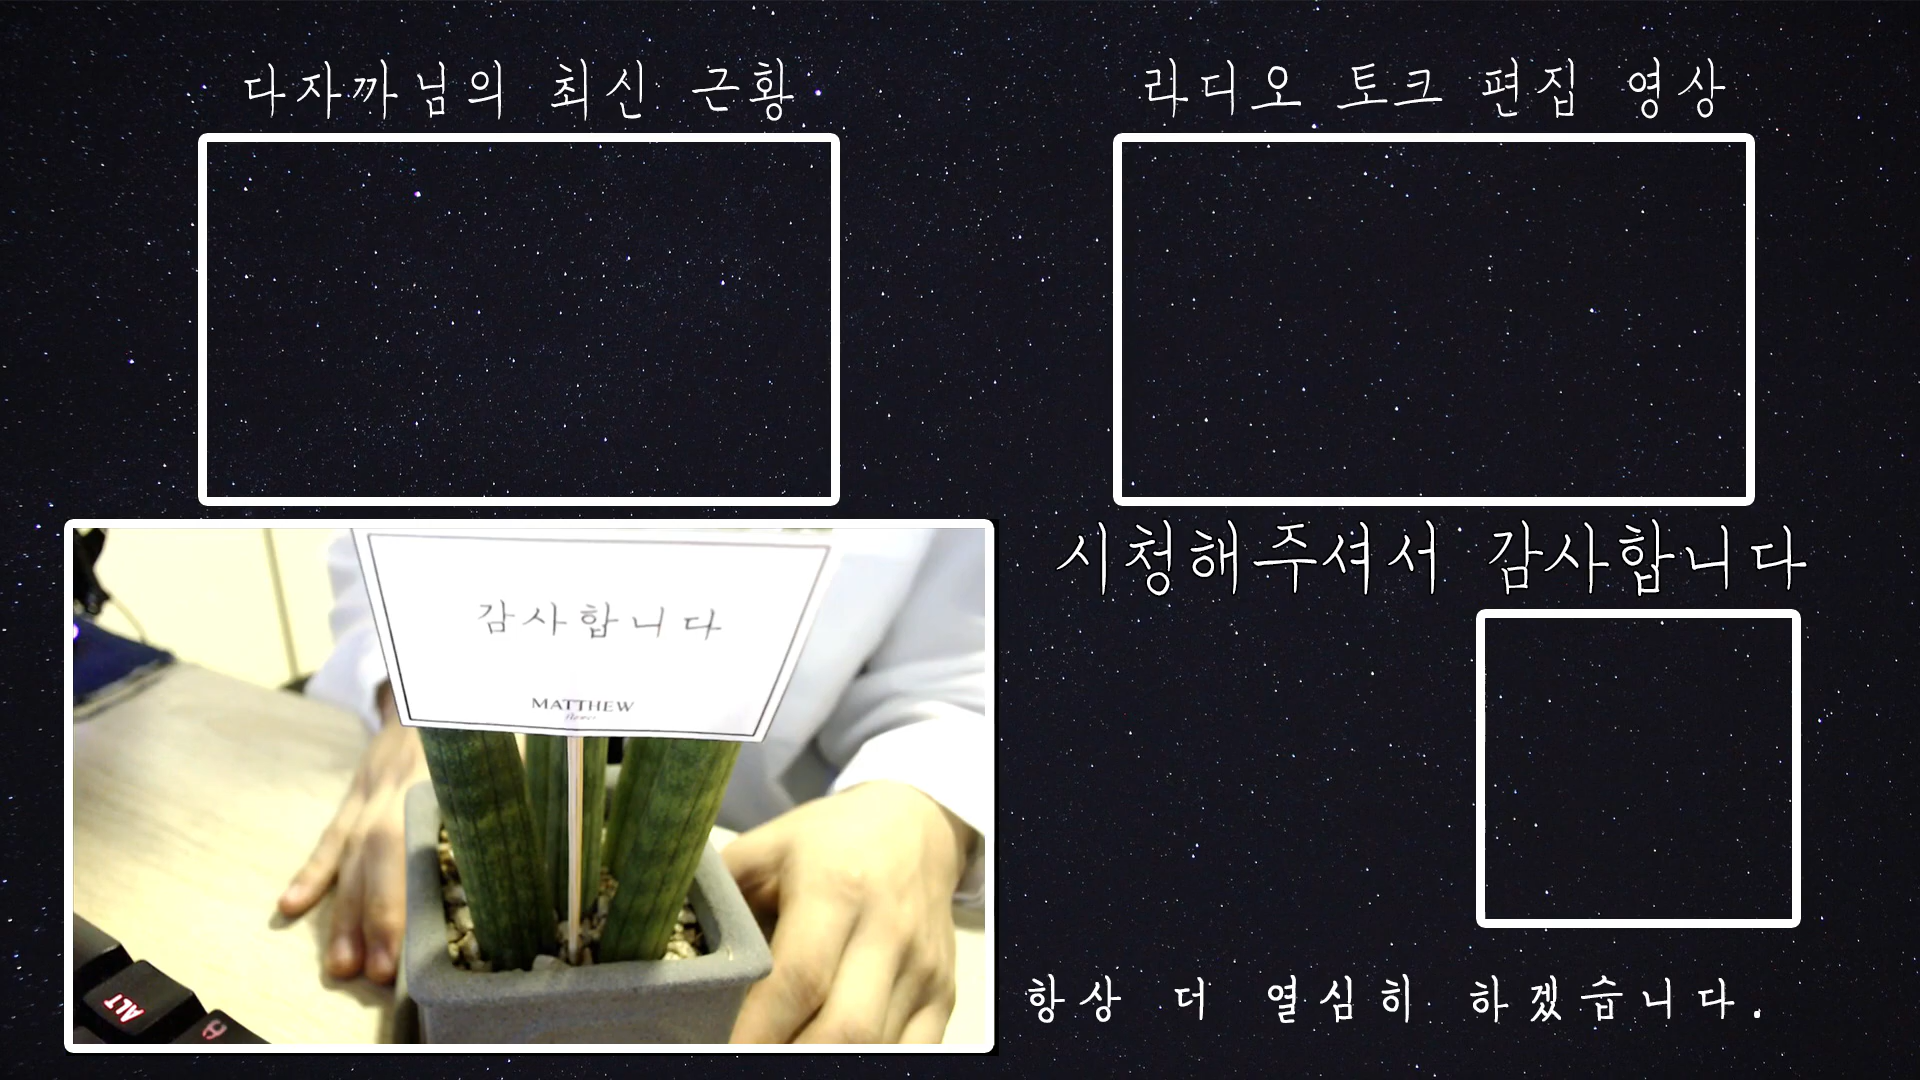 다자까님의 최신 근황
라디오 토크 편집 영상
시청해주셔서 감사합니다
감사합니다
MATTHEW
flower
ALT
항상 더 열심히 하겠습니다.